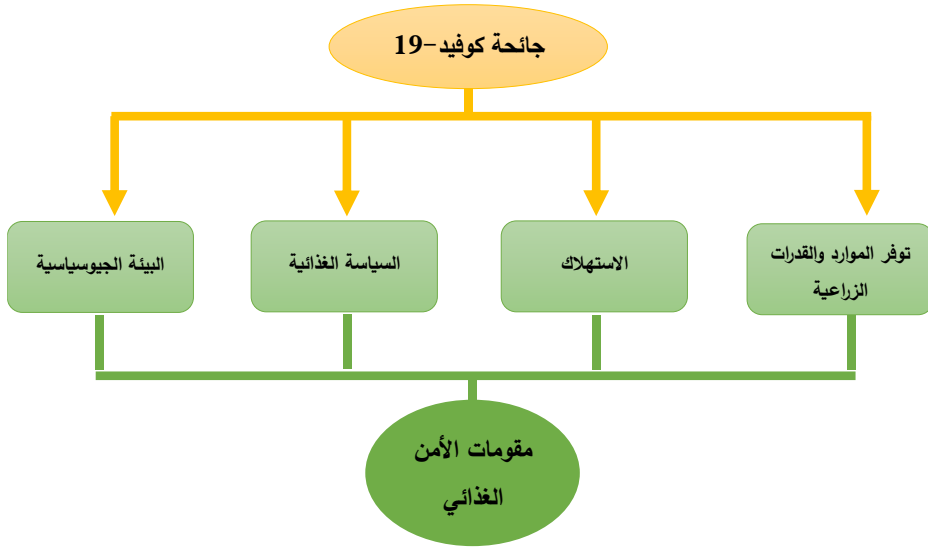 جائحة كوفيد-19
توفر الموارد والقدرات
الزراعية
الاستهلاك
السياسة الغذائية
البيئة الجيوسياسية
مقومات الأمن
الغذائي